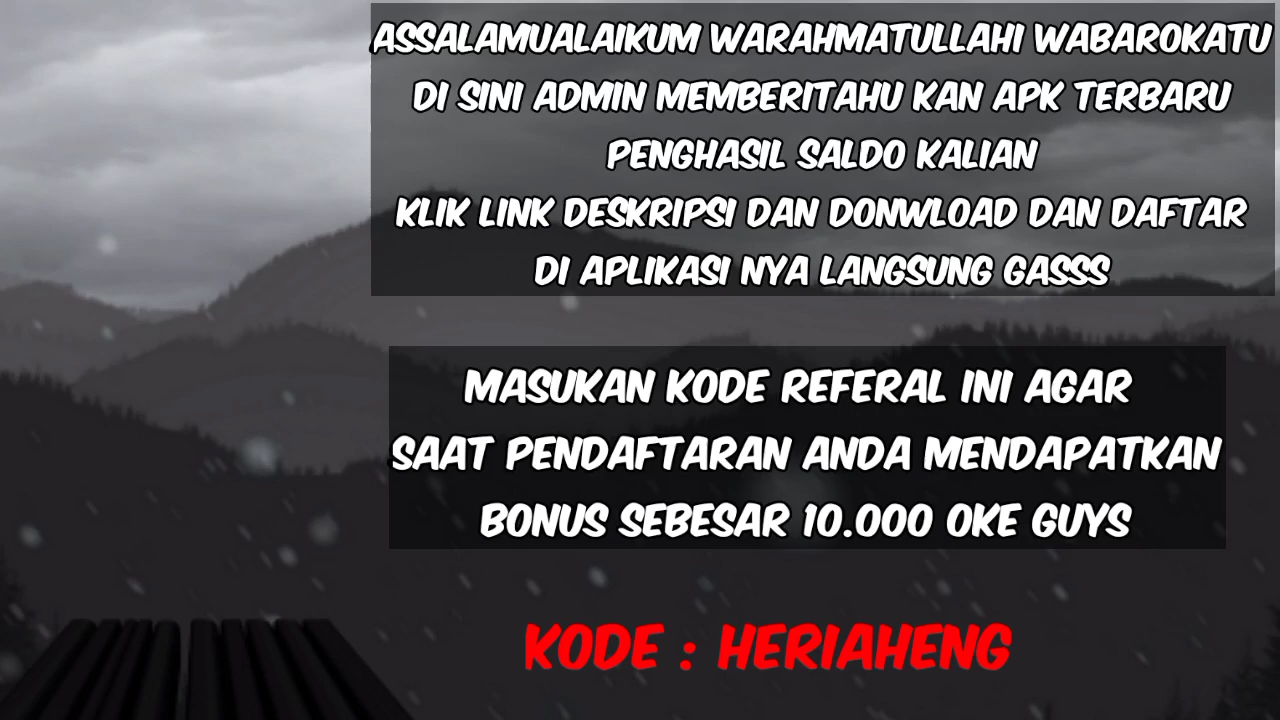 ASSALAMUALAIKUM WARAHMATULLAHI WABAROKATU
DI SINI ADMIN MEMBERITAHU KAN APK TERBARU
PENGHASIL SALDO KALIAN
KLIK LINK DESKRIPSI DAN DONWLOAD DAN DAFTAR
DI APLIKASI NYA LANGSUNG GASSS
MASUKAN KODE REFERAL INI AGAR
SAAT PENDAFTARAN ANDA MENDAPATKAN
BONUS SEBESAR 10.000 OKE GUYS
KODE : HERIAHENG